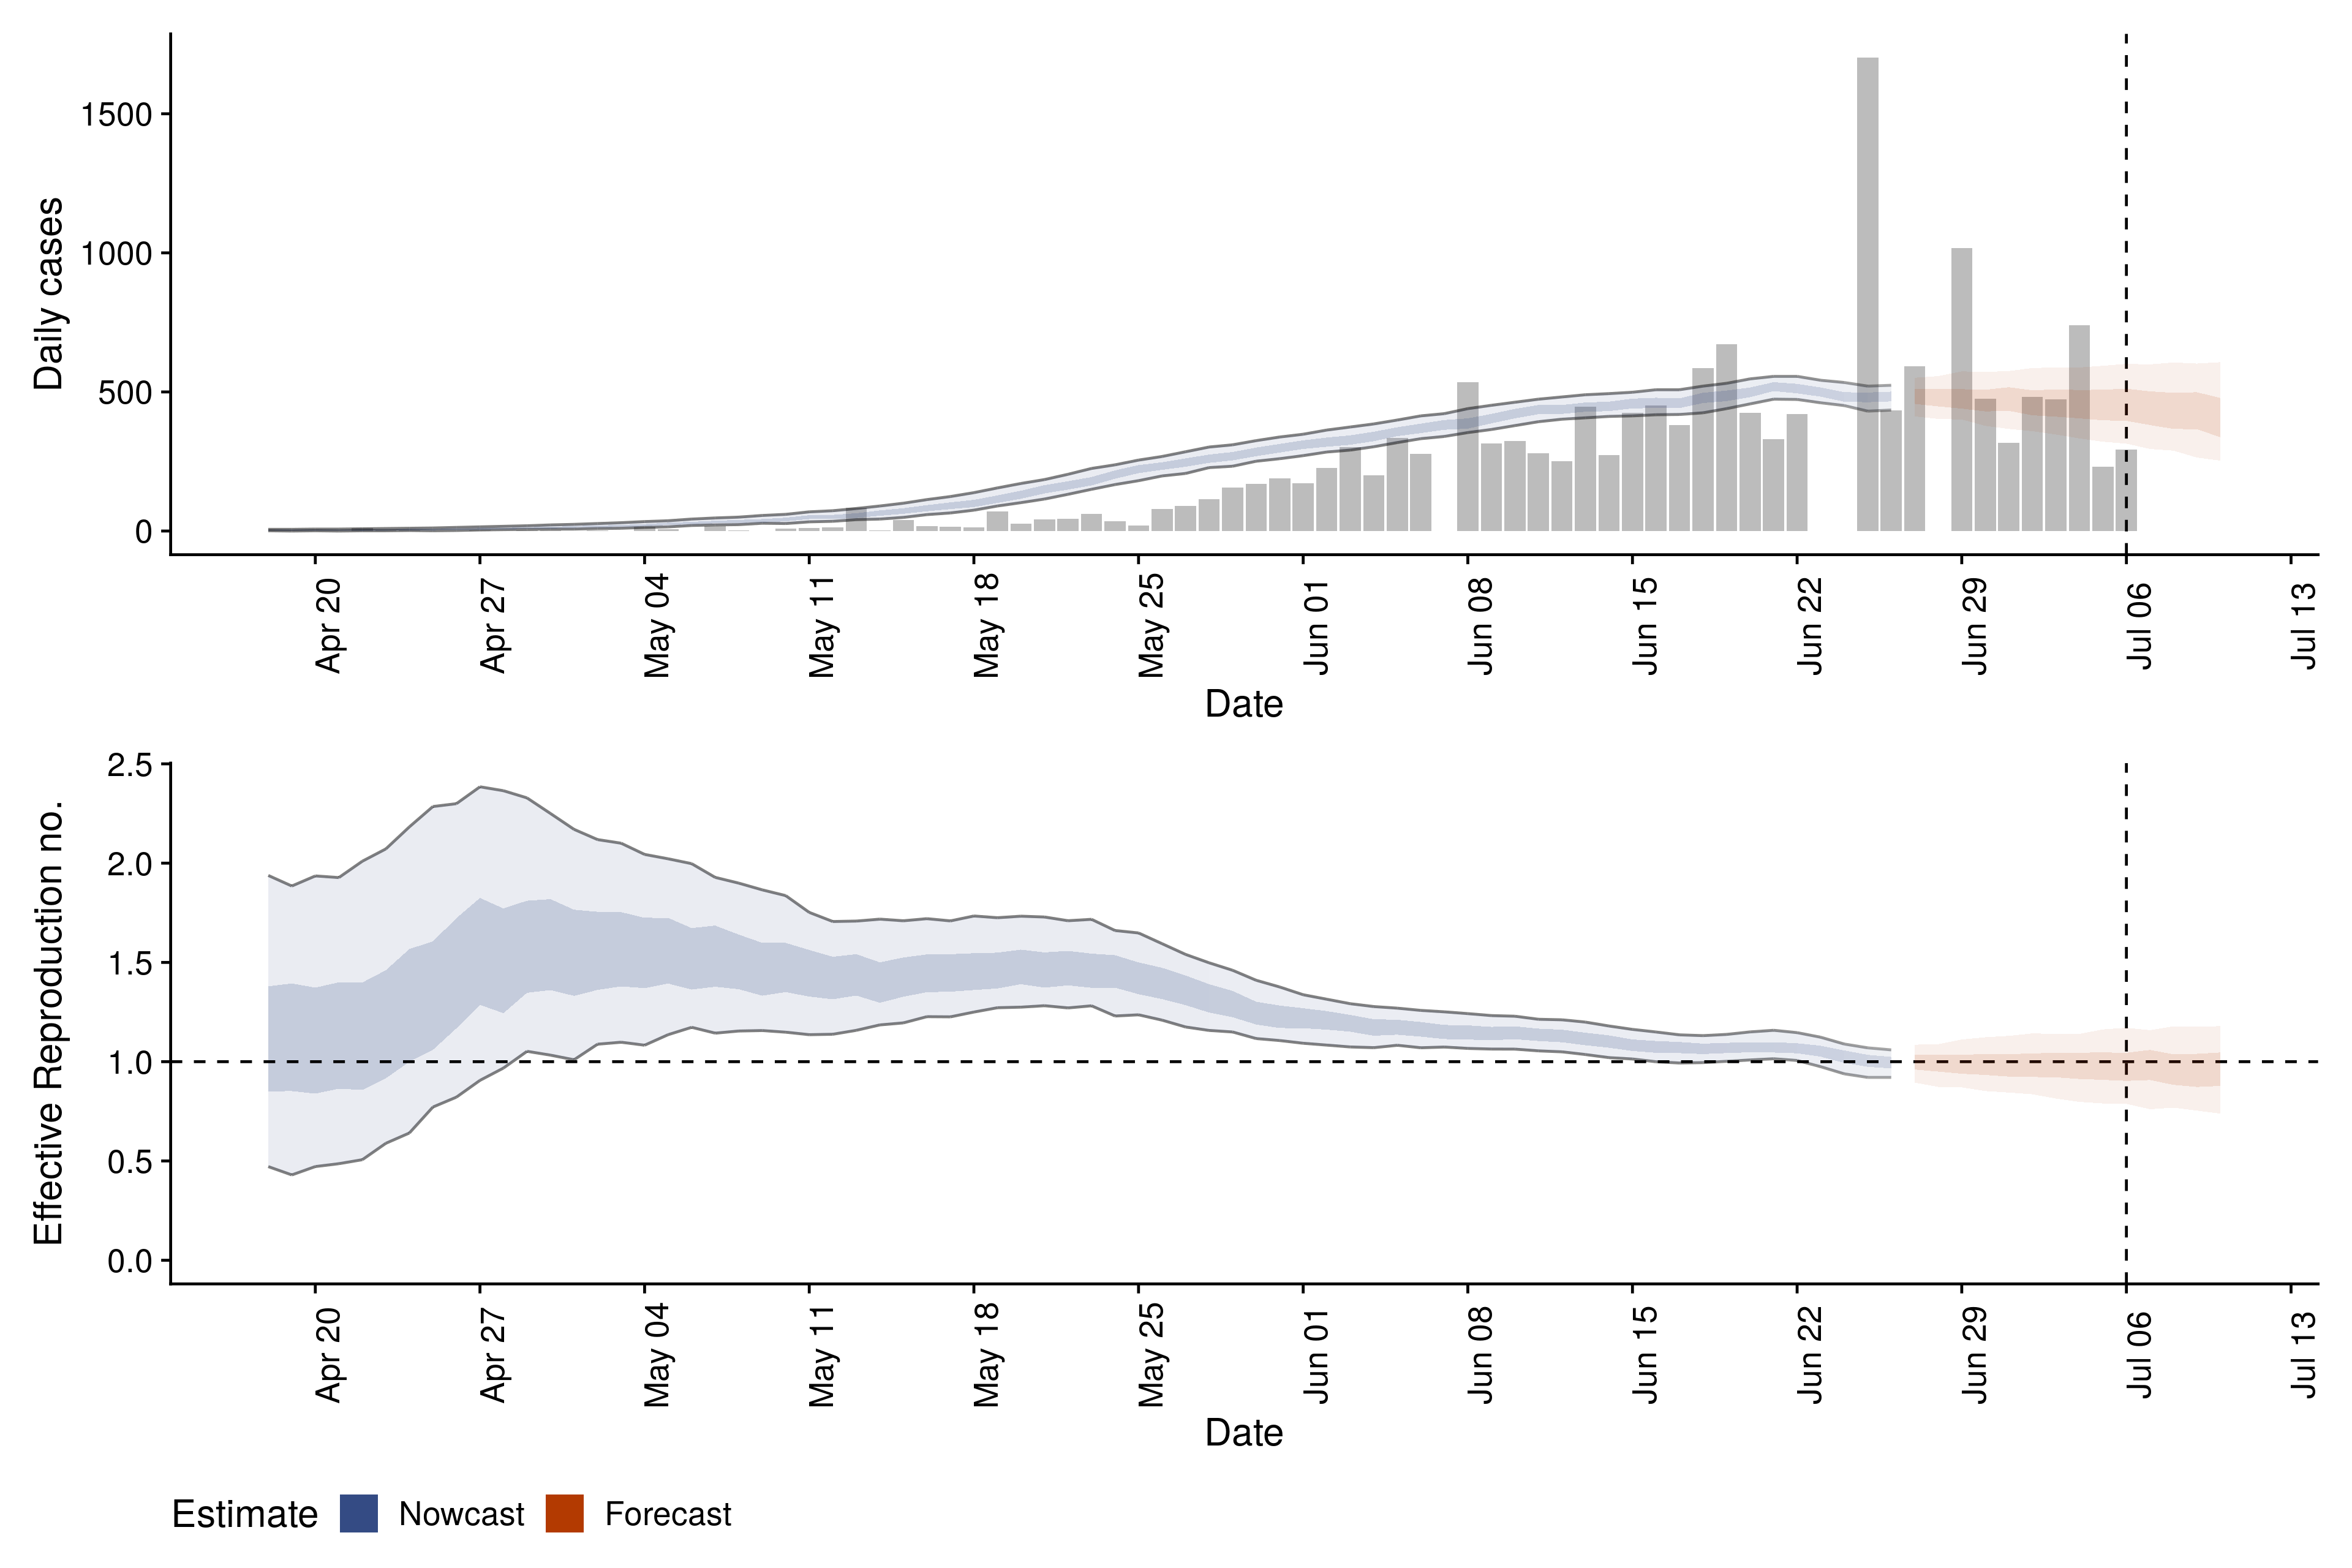 Daily cases
1500
1000
500
0
Apr 20
Apr 27
May 04
May 11
May 18
May 25
Jun 01
Jun 08
Jun 15
Jun 22
Jun 29
Jul 06
Jul 13
Date
Effective Reproduction no.
2.5
2.0
1.5
1.0
0.5
0.0
Apr 20
Apr 27
May 04
May 11
May 18
May 25
Jun 01
Jun 08
Jun 15
Jun 22
Jun 29
Jul 06
Jul 13
Date
Estimate Nowcast Forecast